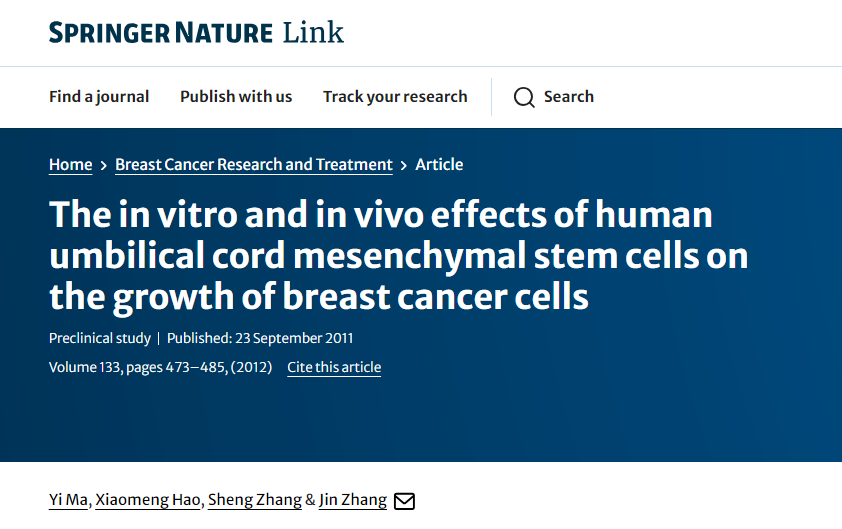 SPRINGER NATURE Link
Find a journal Publish with us Track your research Search
Home > Breast Cancer Research and Treatment > Article
The in vitro and in vivo effects of human
umbilical cord mesenchymal stem cells on
the growth of breast cancer cells
Preclinical study | Published: 23 September 2011
Volume 133, pages 473–485, (2012) Cite this article
Yi Ma, Xiaomeng Hao, Sheng Zhang & Jin Zhang